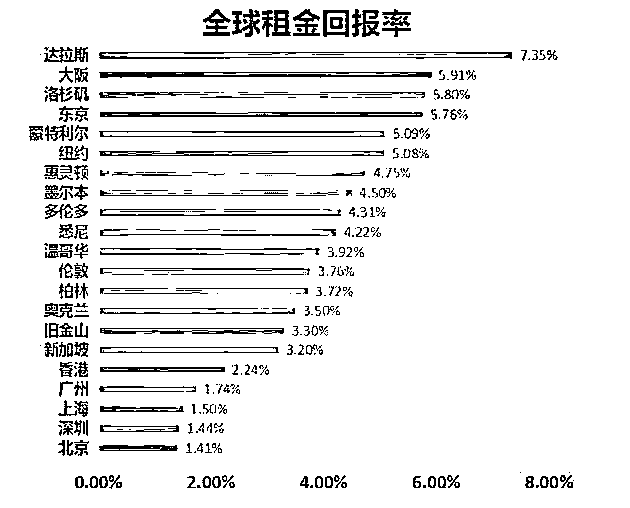 全球租金回报率
达拉斯 7.35%
大阪 5.91%
洛杉矶 5.80%
东京 5.76%
蒙特利尔 5.09%
纽约 5.08%
惠灵顿 4.75%
墨尔本 4.50%
多伦多 4.31%
悉尼 4.22%
温哥华 3.92%
伦敦 3.76%
柏林 3.72%
奥克兰 3.50%
旧金山 3.30%
新加坡 3.20%
香港 2.24%
广州 1.74%
上海 1.50%
深圳 1.44%
北京 1.41%
0.00% 2.00% 4.00% 6.00% 8.00%